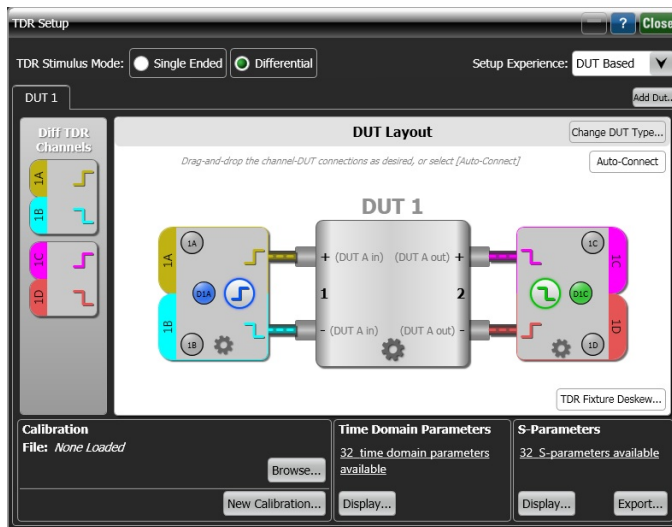 TDR Setup
?
Close
TDR Stimulus Mode:
Single Ended
Differential
Setup Experience:
DUT Based
DUT 1
Add Dut..
Diff TDR
Channels
1A
1B
1C
1D
DUT Layout
Change DUT Type...
Drag-and-drop the channel-DUT connections as desired, or select [Auto-Connect]
Auto-Connect
DUT 1
1A
1A
D1A
1B
1B
+ (DUT A in)
(DUT A out) +
1
2
- (DUT A in)
(DUT A out) -
1C
1C
D1C
1D
1D
TDR Fixture Deskew...
Calibration
File: None Loaded
Browse...
New Calibration...
Time Domain Parameters
32 time domain parameters
available
Display...
S-Parameters
32 S-parameters available
Display...
Export...